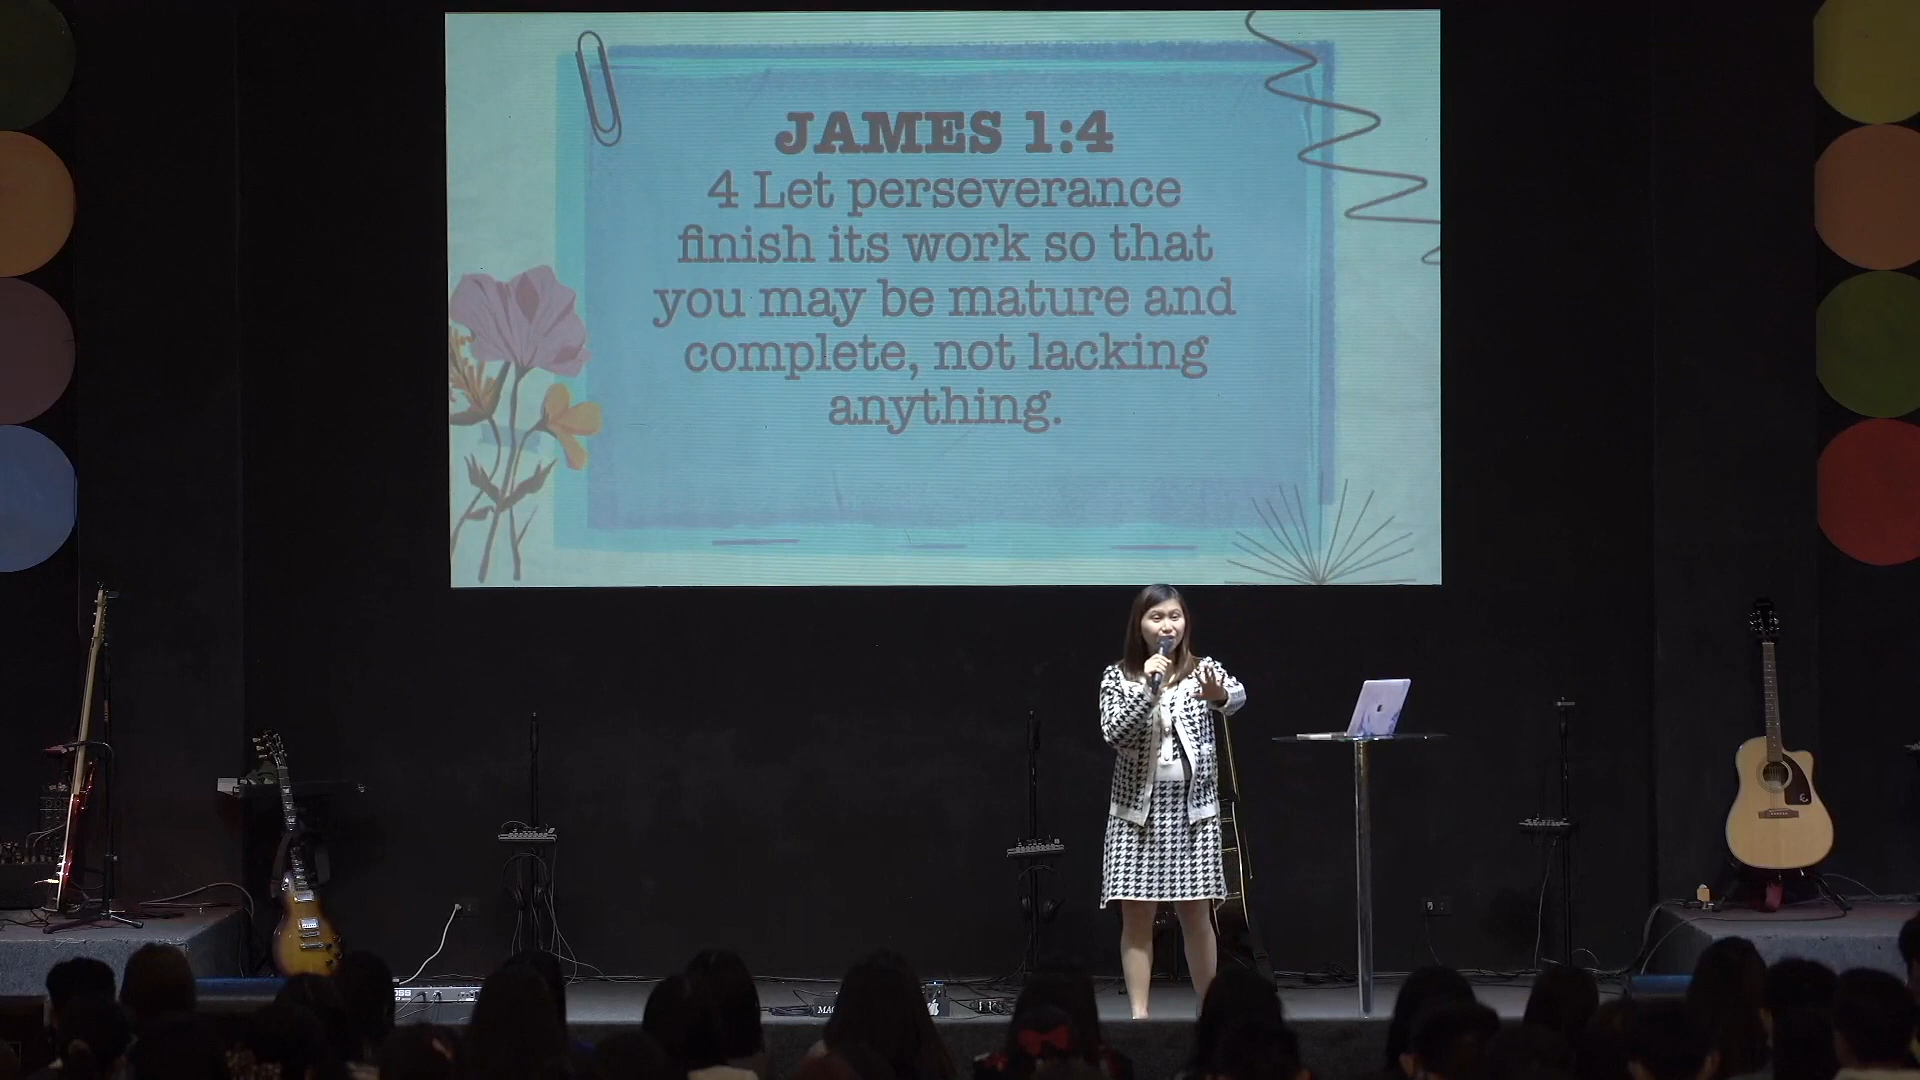 JAMES 1:4
4 Let perseverance
finish its work so that
you may be mature and
complete, not lacking
anything.